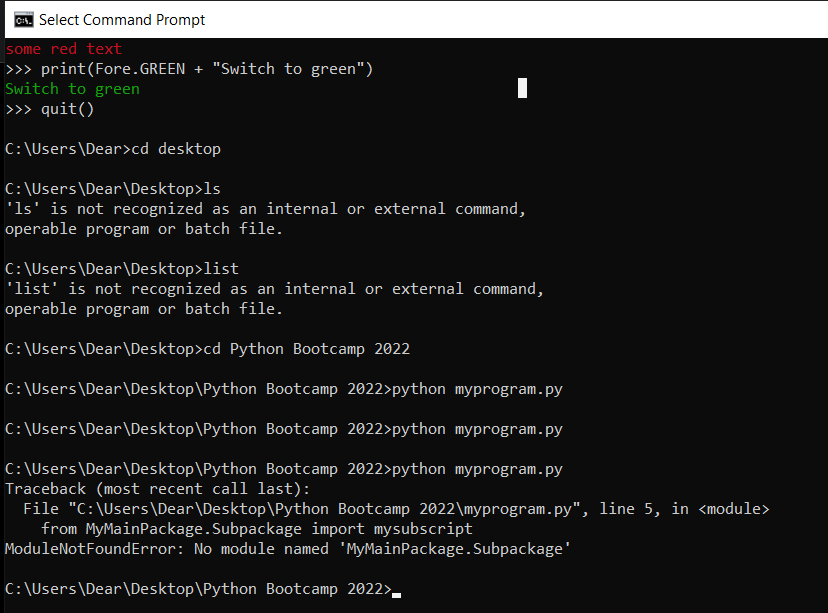 Select Command Prompt
some red text
>>> print(Fore.GREEN + "Switch to green")
Switch to green
>>> quit()
C:\Users\Dear>cd desktop
C:\Users\Dear\Desktop>ls
'ls' is not recognized as an internal or external command,
operable program or batch file.
C:\Users\Dear\Desktop>list
'list' is not recognized as an internal or external command,
operable program or batch file.
C:\Users\Dear\Desktop>cd Python Bootcamp 2022
C:\Users\Dear\Desktop\Python Bootcamp 2022>python myprogram.py
C:\Users\Dear\Desktop\Python Bootcamp 2022>python myprogram.py
C:\Users\Dear\Desktop\Python Bootcamp 2022>python myprogram.py
Traceback (most recent call last):
  File "C:\Users\Dear\Desktop\Python Bootcamp 2022\myprogram.py", line 5, in <module>
    from MyMainPackage.Subpackage import mysubscript
ModuleNotFoundError: No module named 'MyMainPackage.Subpackage'
C:\Users\Dear\Desktop\Python Bootcamp 2022>